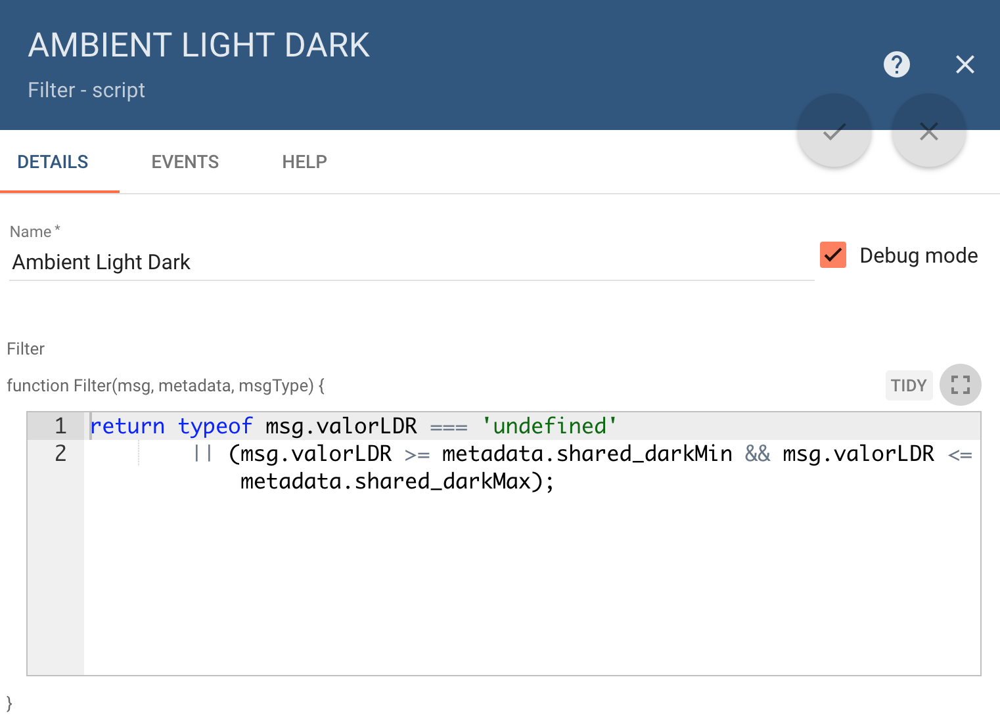 AMBIENT LIGHT DARK
Filter - script
?
DETAILS EVENTS HELP
Name *
Ambient Light Dark
Debug mode
Filter
function Filter(msg, metadata, msgType) {
TIDY
1 return typeof msg.valorLDR === 'undefined'
2 || (msg.valorLDR >= metadata.shared_darkMin && msg.valorLDR <=
metadata.shared_darkMax);
}